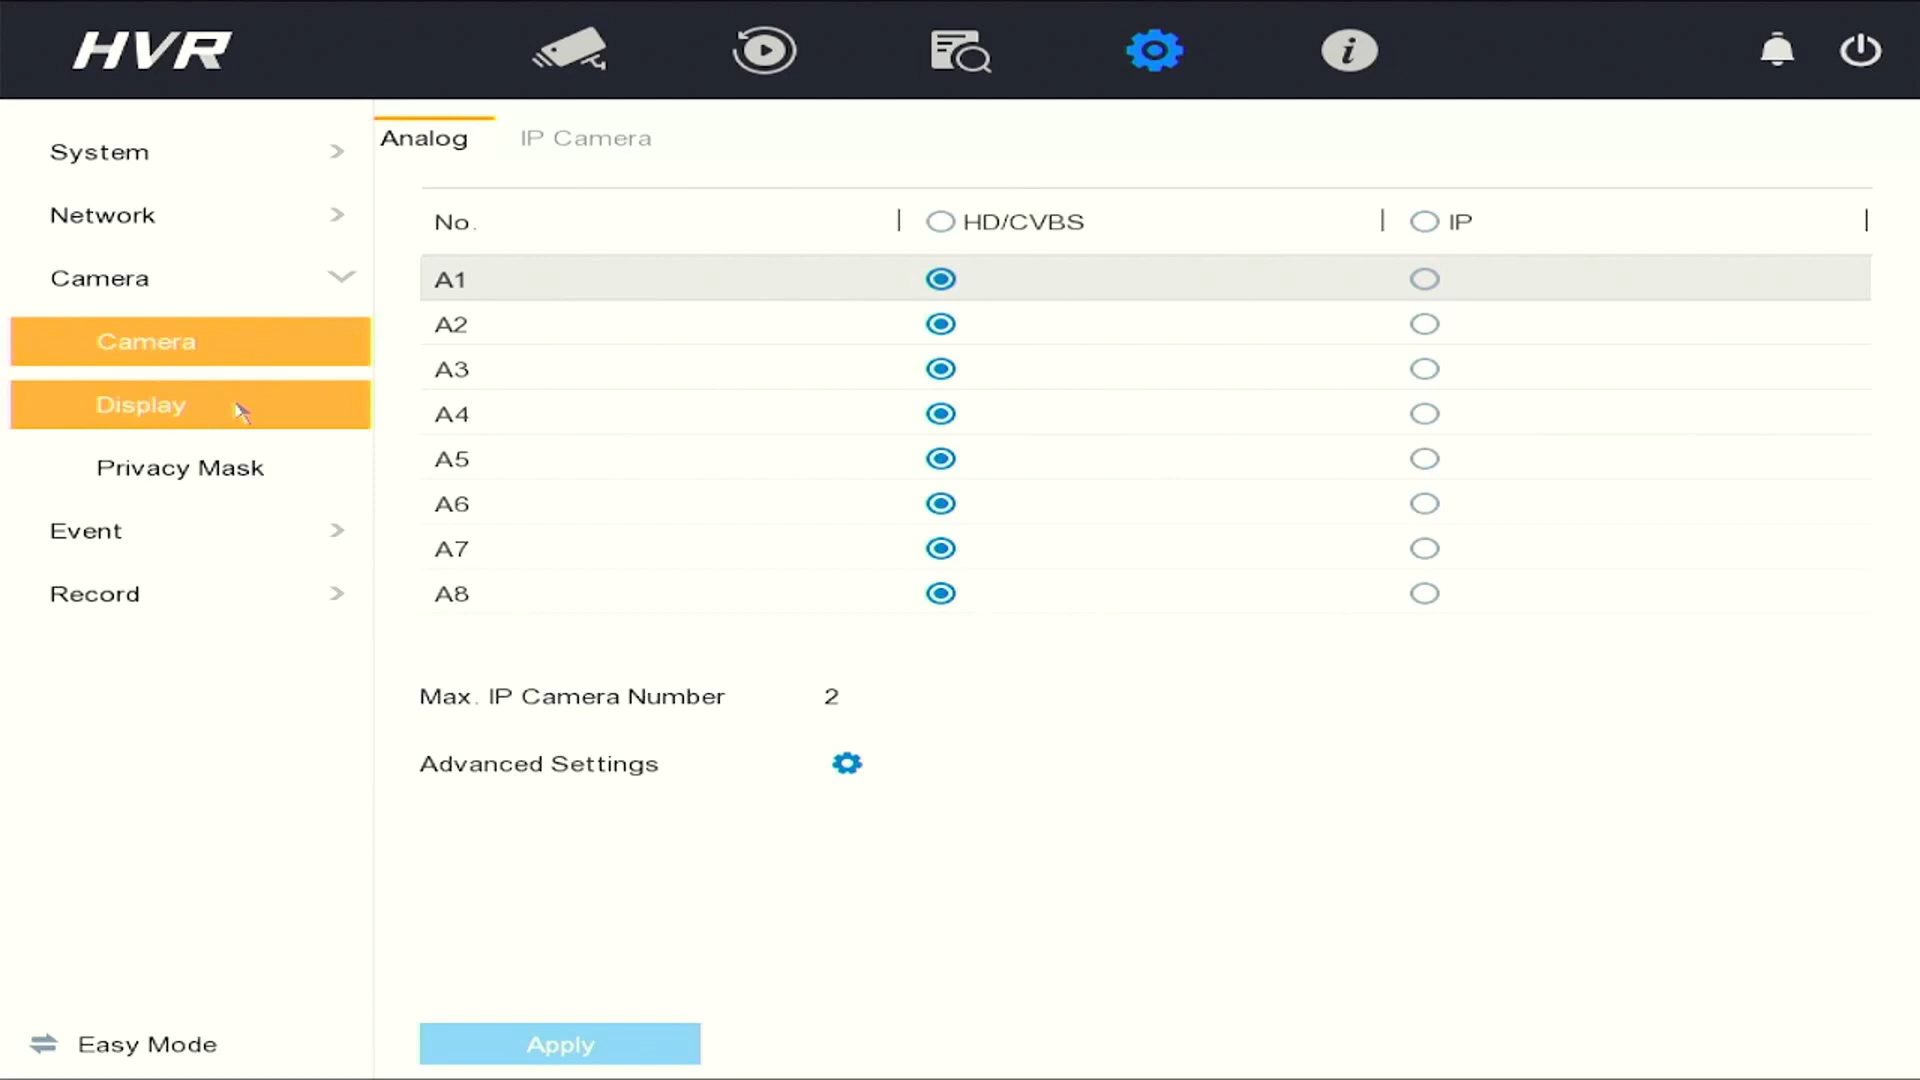 HVR
System
Network
Camera
Camera
Display
Privacy Mask
Event
Record
Easy Mode
Analog IP Camera
No. HD/CVBS IP
A1
A2
A3
A4
A5
A6
A7
A8
Max. IP Camera Number 2
Advanced Settings
Apply